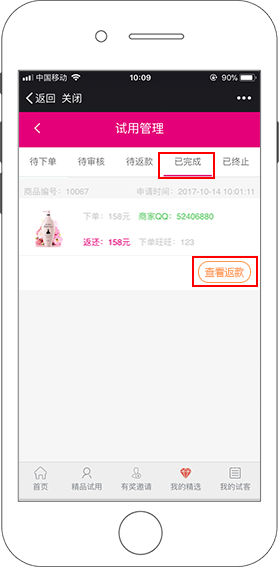 中国移动 10:09 90%
返回 关闭
试用管理
待下单 待审核 待返款 已完成 已终止
商品编号：10067 申请时间：2017-10-14 10:01:11
下单：158元 商家QQ：52406880
返还：158元 下单旺旺：123
查看返款
首页 精品试用 有奖邀请 我的精选 我的试客